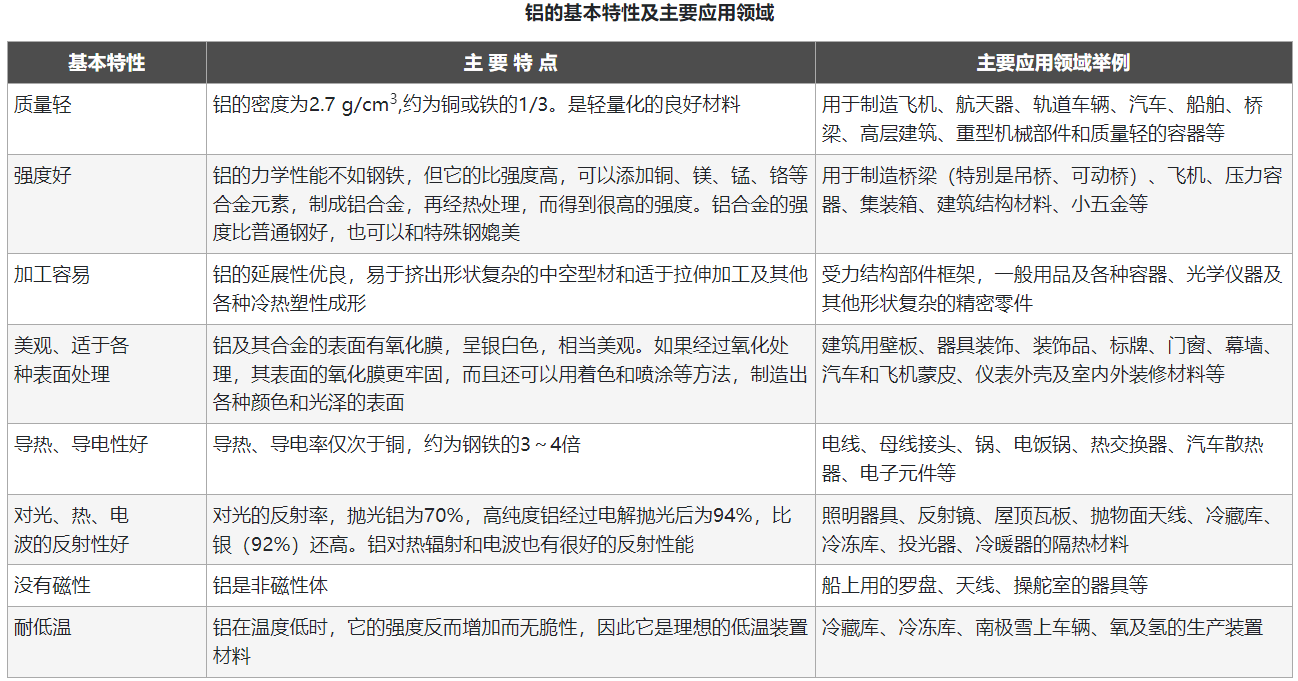 铝的基本特性及主要应用领域
基本特性
主 要 特 点
主要应用领域举例
质量轻
铝的密度为2.7 g/cm³,约为铜或铁的1/3。是轻量化的良好材料
用于制造飞机、航天器、轨道车辆、汽车、船舶、桥
梁、高层建筑、重型机械部件和质量轻的容器等
强度好
铝的力学性能不如钢铁，但它的比强度高，可以添加铜、镁、锰、铬等
合金元素，制成铝合金，再经热处理，而得到很高的强度。铝合金的强
度比普通钢好，也可以和特殊钢媲美
用于制造桥梁（特别是吊桥、可动桥）、飞机、压力容
器、集装箱、建筑结构材料、小五金等
加工容易
铝的延展性优良，易于挤出形状复杂的中空型材和适于拉伸加工及其他
各种冷热塑性成形
受力结构部件框架，一般用品及各种容器、光学仪器及
其他形状复杂的精密零件
美观、适于各
种表面处理
铝及其合金的表面有氧化膜，呈银白色，相当美观。如果经过氧化处
理，其表面的氧化膜更牢固，而且还可以用着色和喷涂等方法，制造出
各种颜色和光泽的表面
建筑用壁板、器具装饰、装饰品、标牌、门窗、幕墙、
汽车和飞机蒙皮、仪表外壳及室内外装修材料等
导热、导电性好
导热、导电率仅次于铜，约为钢铁的3～4倍
电线、母线接头、锅、电饭锅、热交换器、汽车散热
器、电子元件等
对光、热、电
波的反射性好
对光的反射率，抛光铝为70%，高纯度铝经过电解抛光后为94%，比
银（92%）还高。铝对热辐射和电波也有很好的反射性能
照明器具、反射镜、屋顶瓦板、抛物面天线、冷藏库、
冷冻库、投光器、冷暖器的隔热材料
没有磁性
铝是非磁性体
船上用的罗盘、天线、操舵室的器具等
耐低温
铝在温度低时，它的强度反而增加而无脆性，因此它是理想的低温装置
材料
冷藏库、冷冻库、南极雪上车辆、氧及氢的生产装置